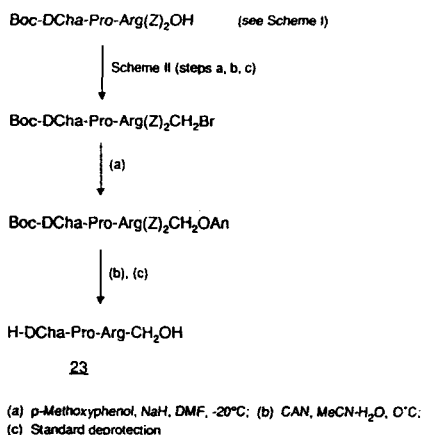 Boc-DCha-Pro-Arg(Z)₂OH (see Scheme I)
Scheme II (steps a, b, c)
Boc-DCha-Pro-Arg(Z)₂CH₂Br
(a)
Boc-DCha-Pro-Arg(Z)₂CH₂OAn
(b), (c)
H-DCha-Pro-Arg-CH₂OH
23
(a) p-Methoxyphenol, NaH, DMF, -20°C; (b) CAN, MeCN-H₂O, O°C;
(c) Standard deprotection